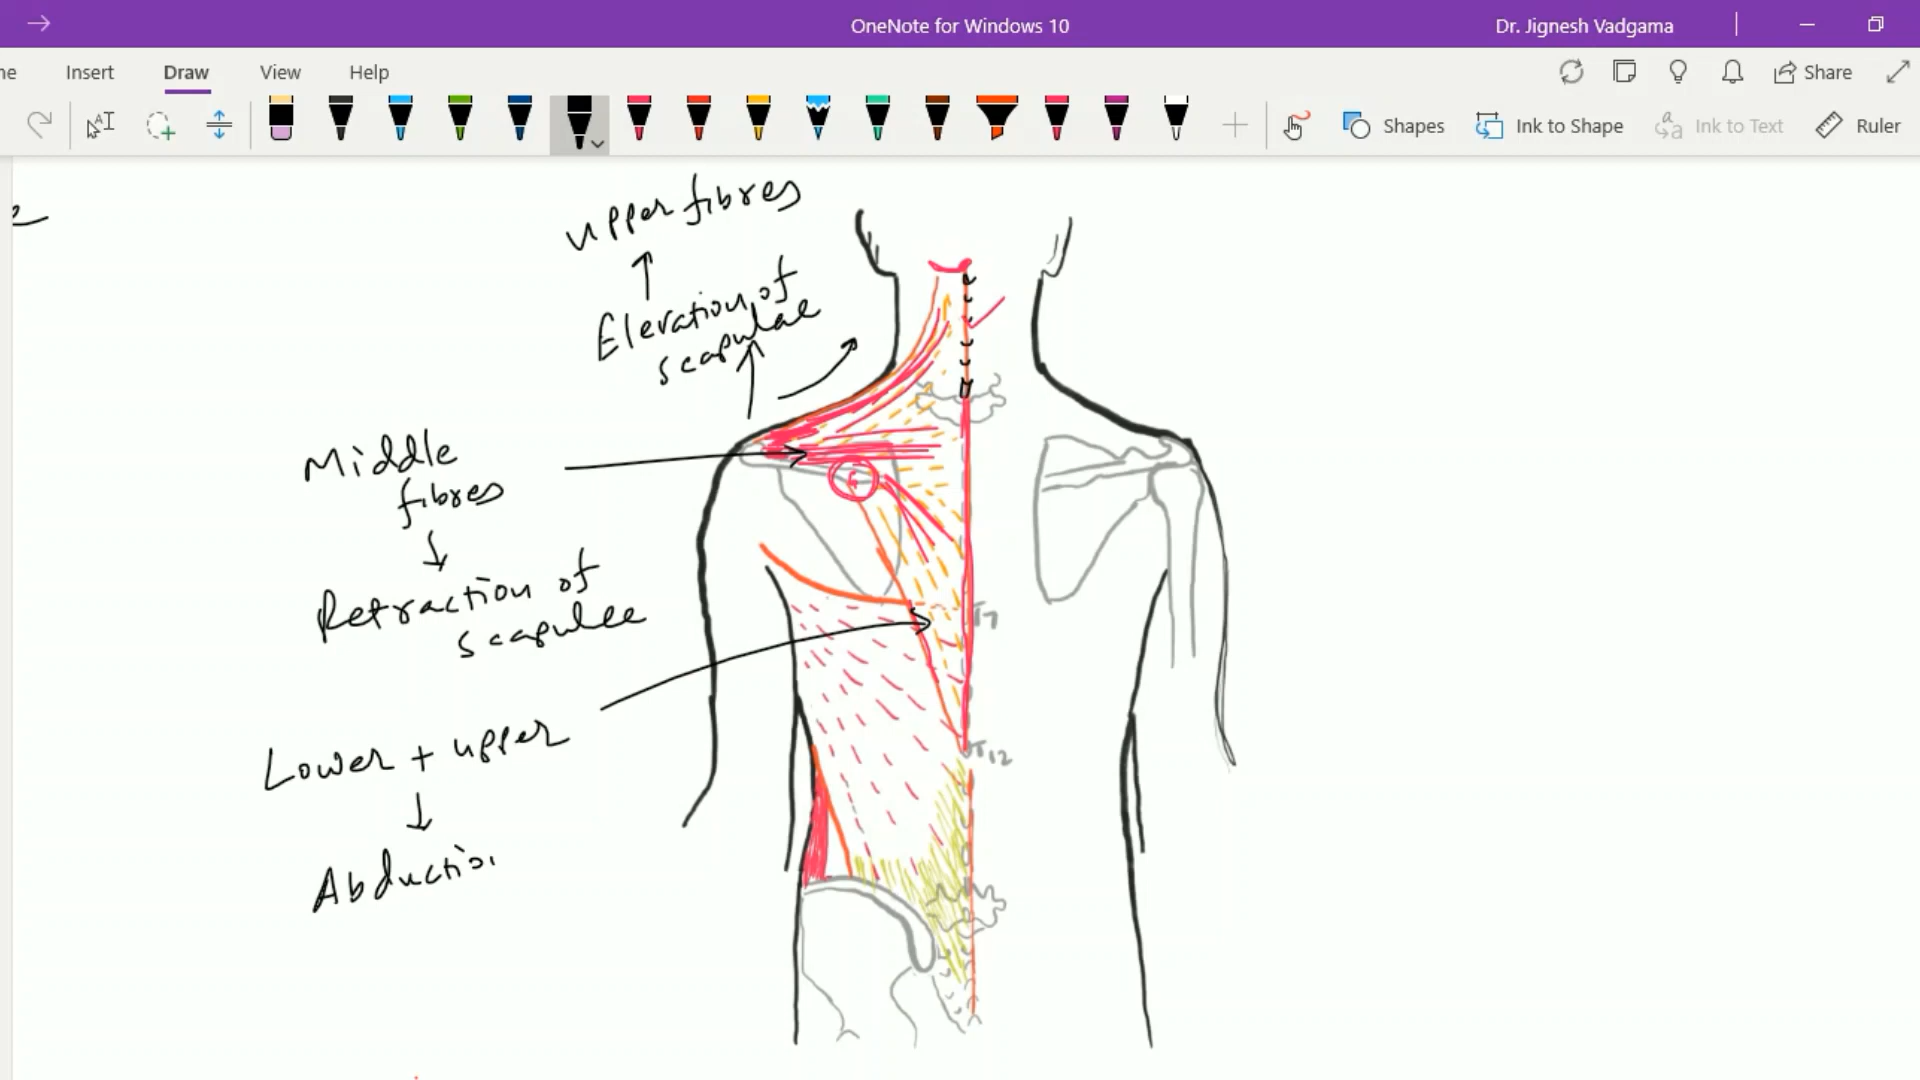 OneNote for Windows 10
Dr. Jignesh Vadgama
Insert
Draw
View
Help
Share
Shapes
Ink to Shape
Ink to Text
Ruler
upper fibres
Elevation of
scapulae
Middle
fibres
Retraction of
scapulae
Lower + upper
Abduction
T7
T12